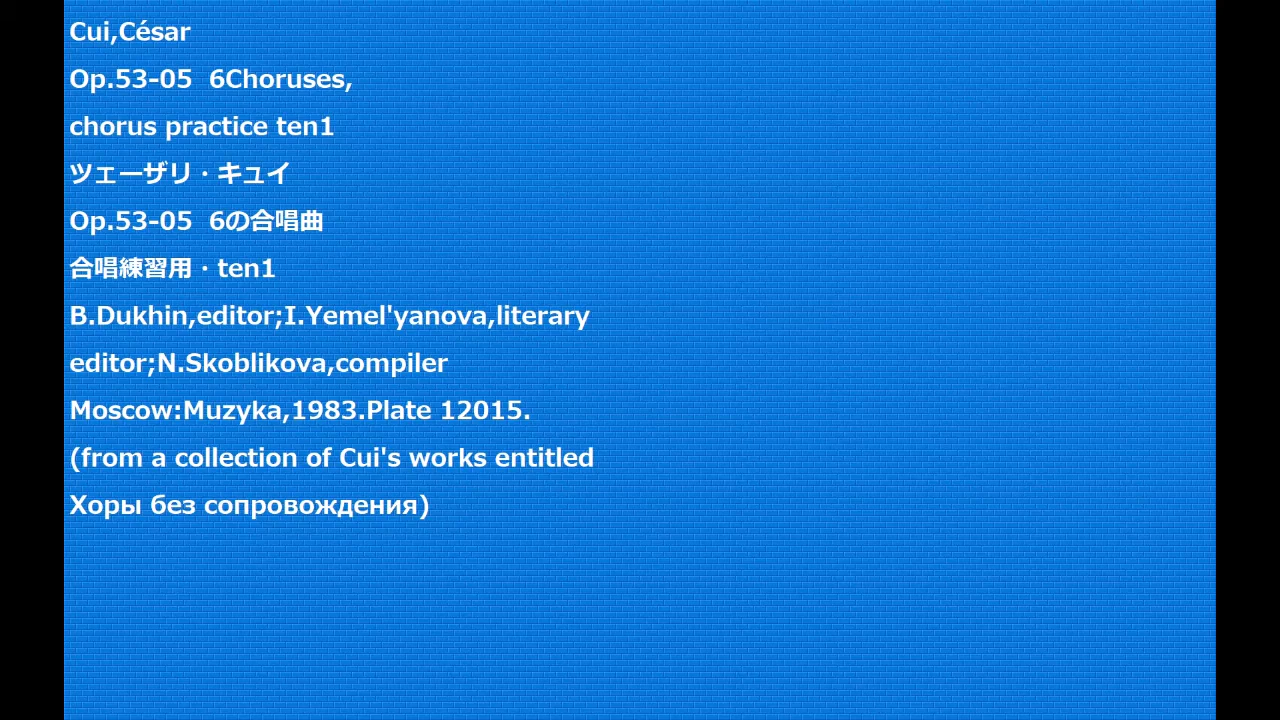 Cui,César
Op.53-05  6Choruses,
chorus practice ten1
ツェーザリ・キュイ
Op.53-05  6の合唱曲
合唱練習用・ten1
B.Dukhin,editor;I.Yemel'yanova,literary
editor;N.Skoblikova,compiler
Moscow:Muzyka,1983.Plate 12015.
(from a collection of Cui's works entitled
Хоры без сопровождения)